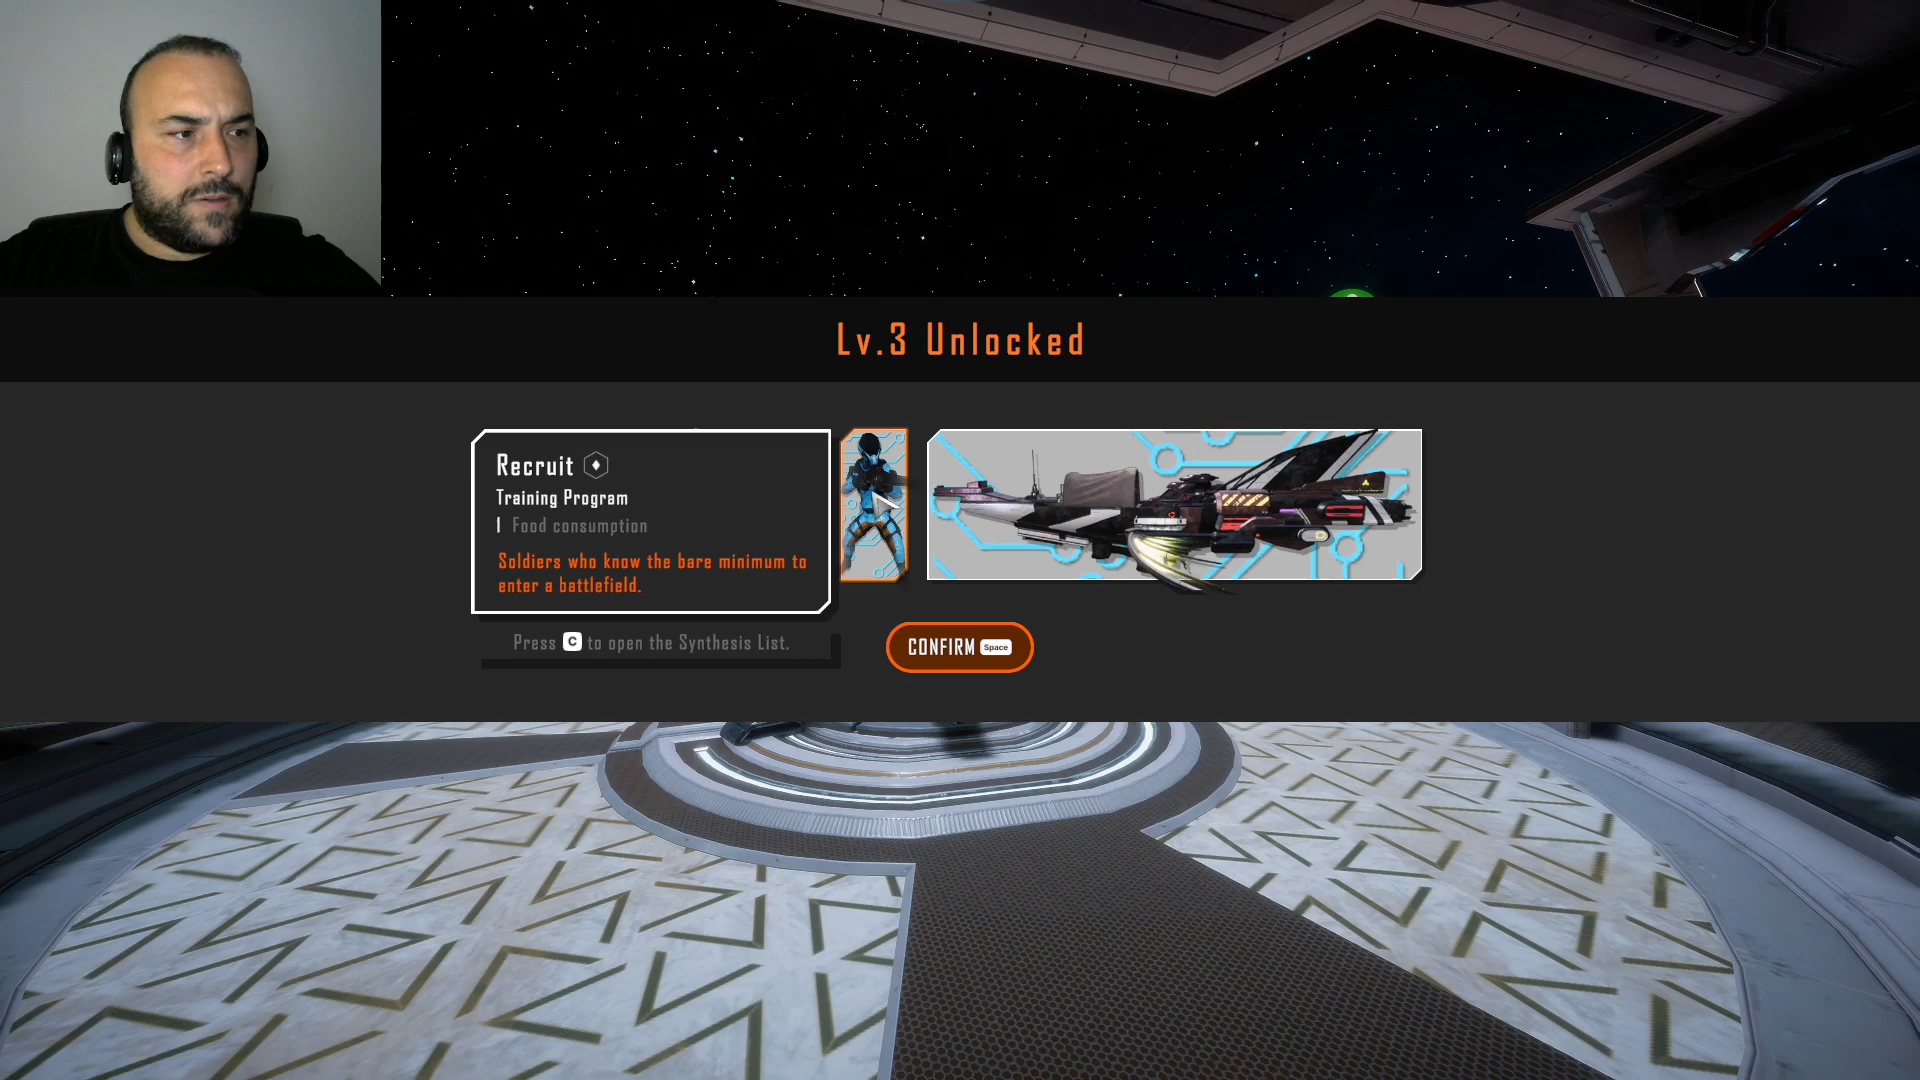 Lv.3 Unlocked
Recruit
Training Program
Food consumption
Soldiers who know the bare minimum to
enter a battlefield.
Press C to open the Synthesis List.
CONFIRM Space